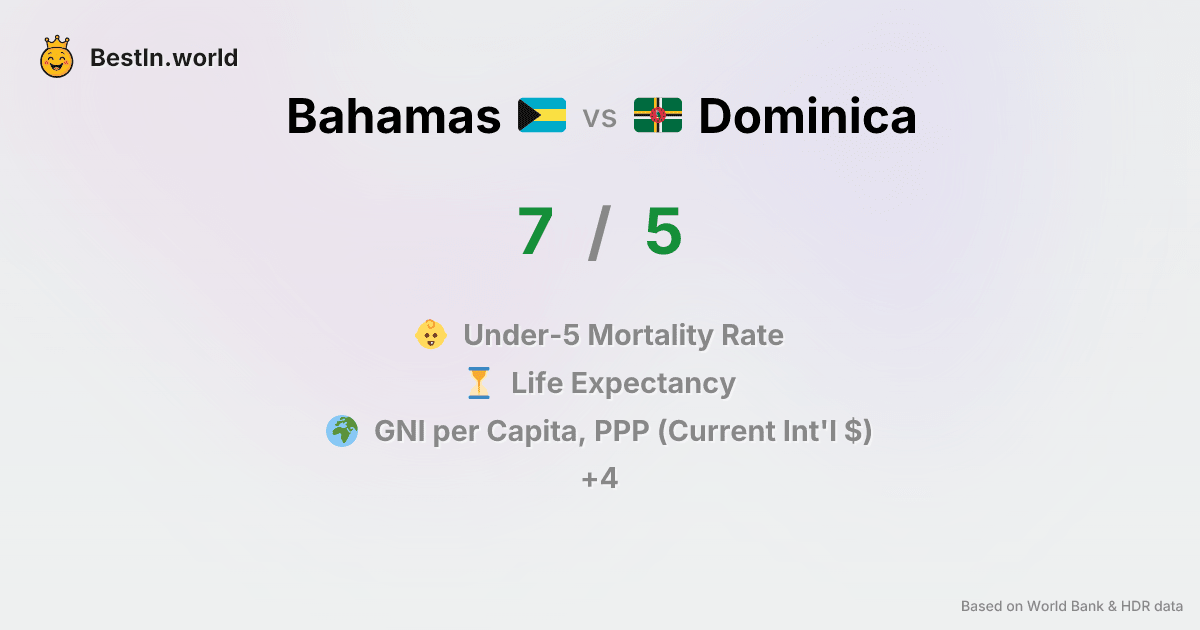 BestIn.world
Bahamas vs Dominica
7 / 5
Under-5 Mortality Rate
Life Expectancy
GNI per Capita, PPP (Current Int'l $)
+4
Based on World Bank & HDR data